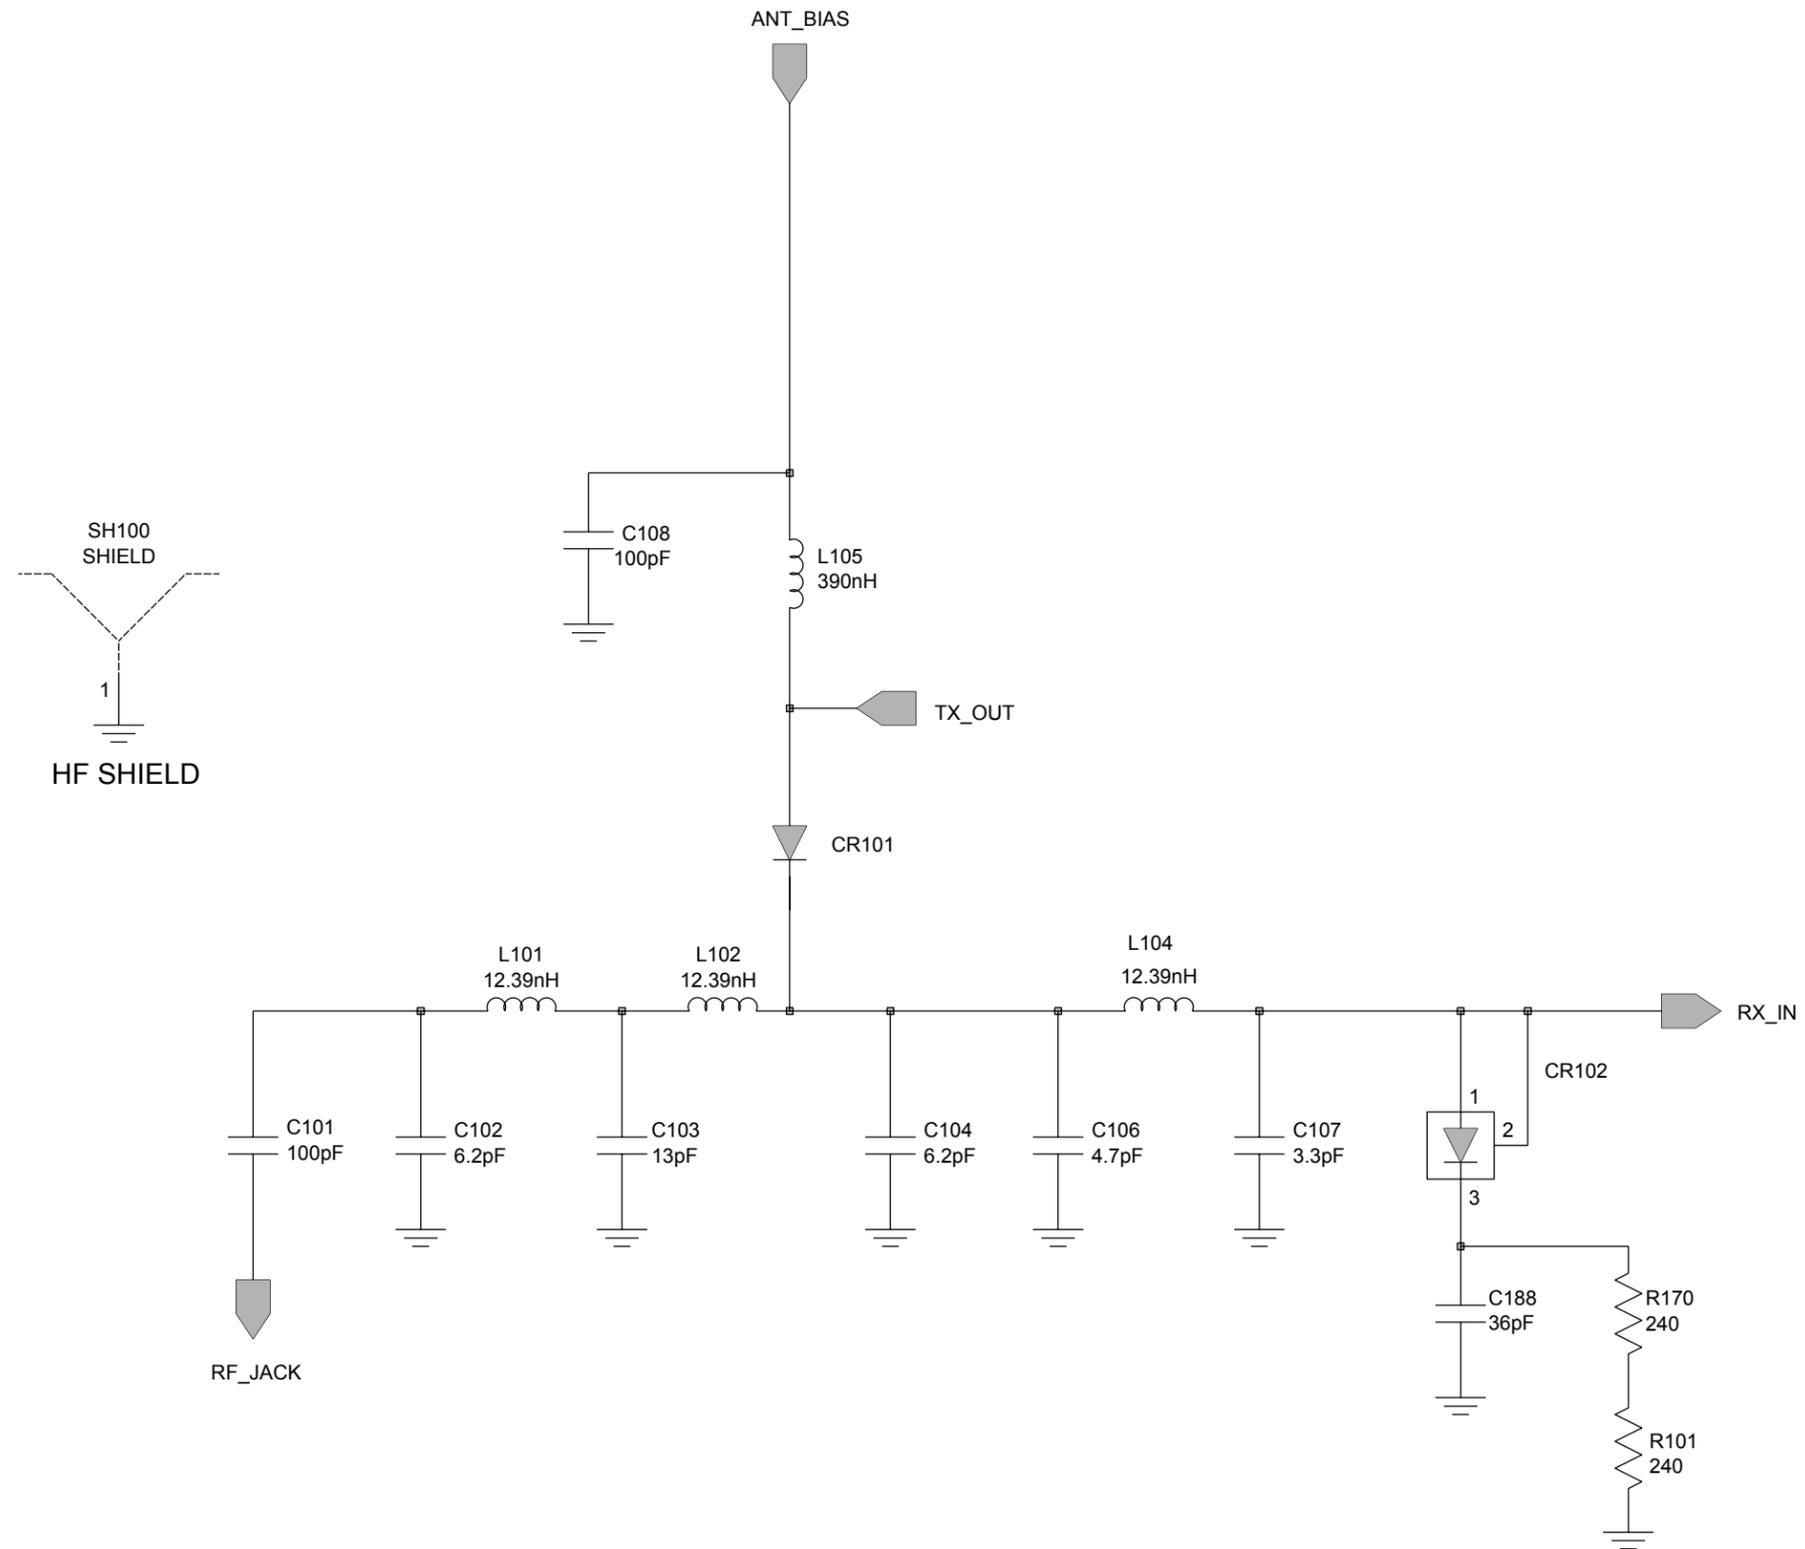 ANT_BIAS
SH100
SHIELD
1
HF SHIELD
C108
100pF
L105
390nH
TX_OUT
CR101
L101
12.39nH
L102
12.39nH
L104
12.39nH
RX_IN
CR102
1
2
3
C101
100pF
C102
6.2pF
C103
13pF
C104
6.2pF
C106
4.7pF
C107
3.3pF
C188
36pF
R170
240
RF_JACK
R101
240